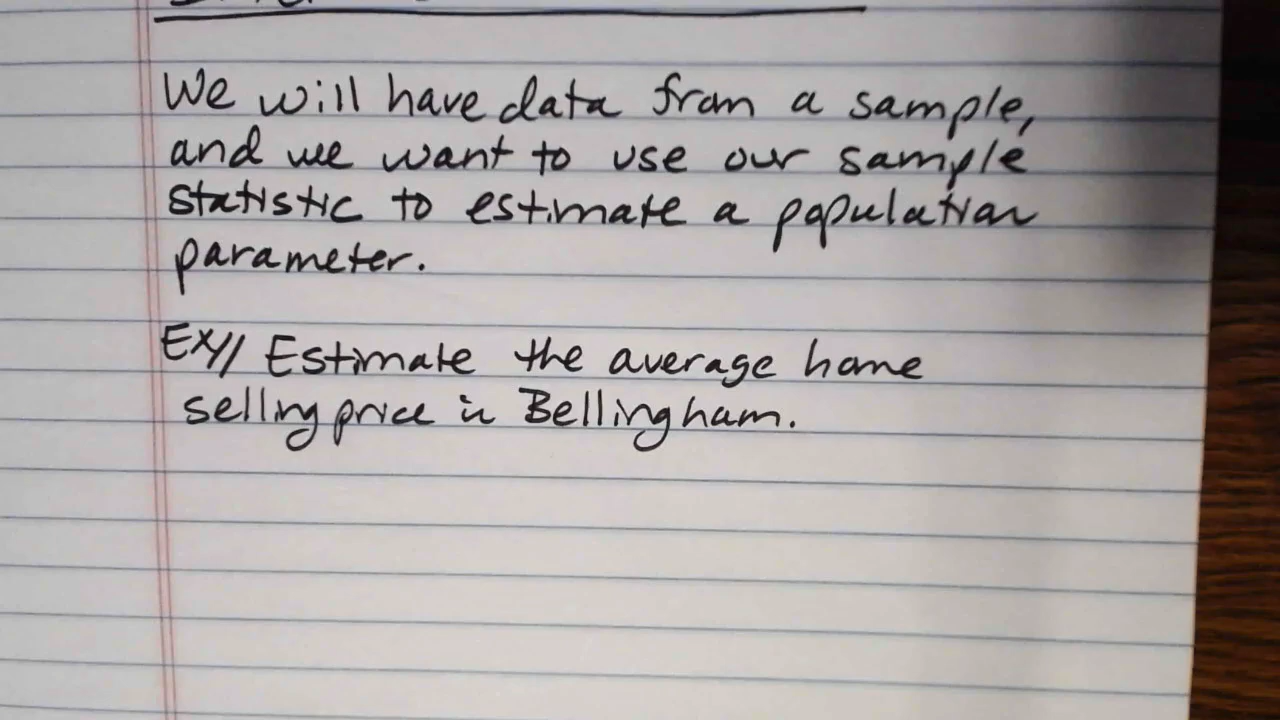 We will have data from a sample,
and we want to use our sample
statistic to estimate a population
parameter.
Ex// Estimate the average home
selling price in Bellingham.